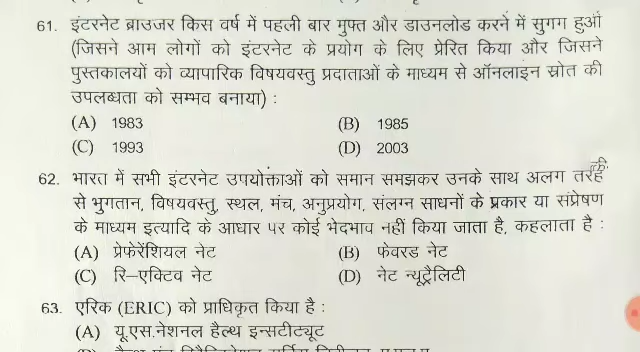 61. इंटरनेट ब्राउजर किस वर्ष में पहली बार मुफ्त और डाउनलोड करने में सुगम हुआ
(जिसने आम लोगों को इंटरनेट के प्रयोग के लिए प्रेरित किया और जिसने
पुस्तकालयों को व्यापारिक विषयवस्तु प्रदाताओं के माध्यम से ऑनलाइन स्रोत की
उपलब्धता को सम्भव बनाया) :
(A) 1983 (B) 1985
(C) 1993 (D) 2003
62. भारत में सभी इंटरनेट उपयोक्ताओं को समान समझकर उनके साथ अलग तरह की
से भुगतान, विषयवस्तु, स्थल, मंच, अनुप्रयोग, संलग्न साधनों के प्रकार या संप्रेषण
के माध्यम इत्यादि के आधार पर कोई भेदभाव नहीं किया जाता है, कहलाता है :
(A) प्रेफेरेंशियल नेट (B) फेवरड नेट
(C) रि–एक्टिव नेट (D) नेट न्यूट्रैलिटी
63. एरिक (ERIC) को प्राधिकृत किया है :
(A) यू.एस.नेशनल हैल्थ इन्सटीट्यूट